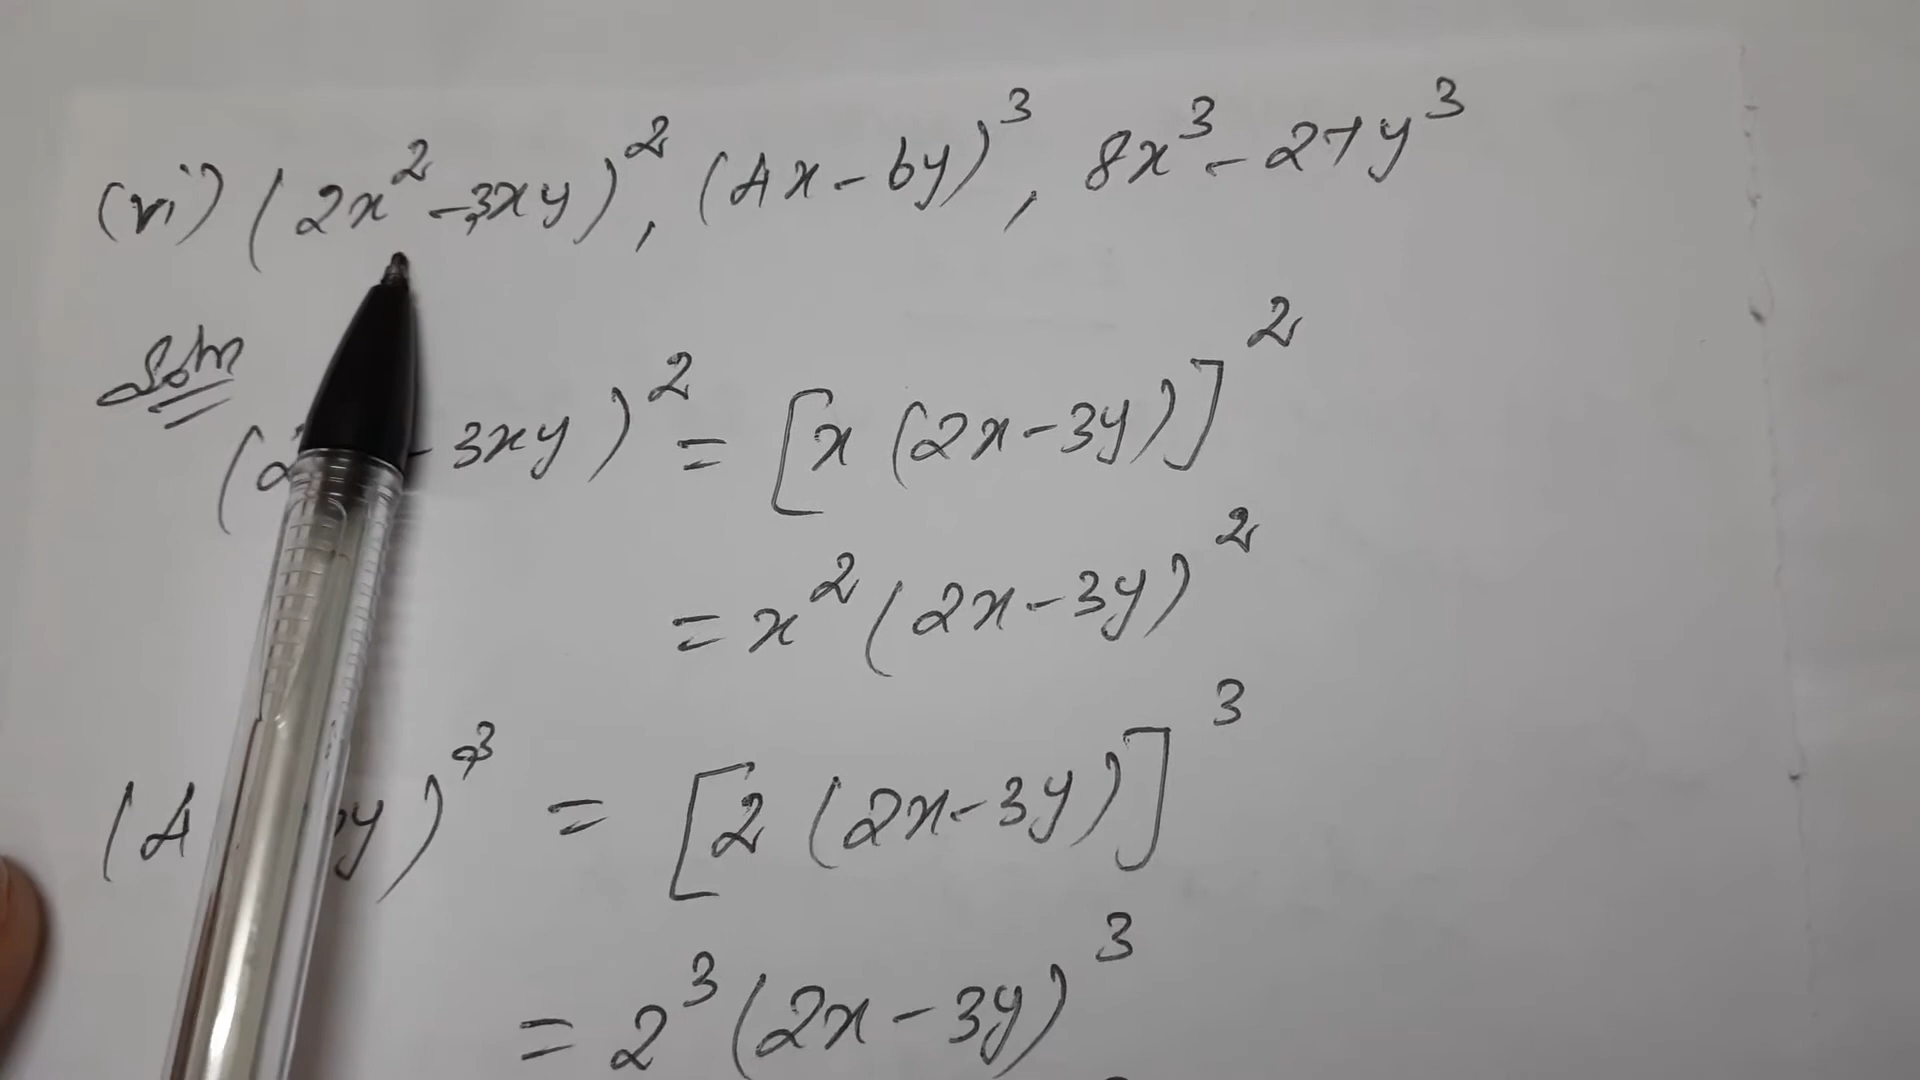 (vi) (2x² - 3xy)², (4x - 6y)³, 8x³ - 27y³
Soln
(2 - 3xy)² = [x (2x - 3y)]²
= x² (2x - 3y)²
(4 y)³ = [2 (2x - 3y)]³
= 2³ (2x - 3y)³